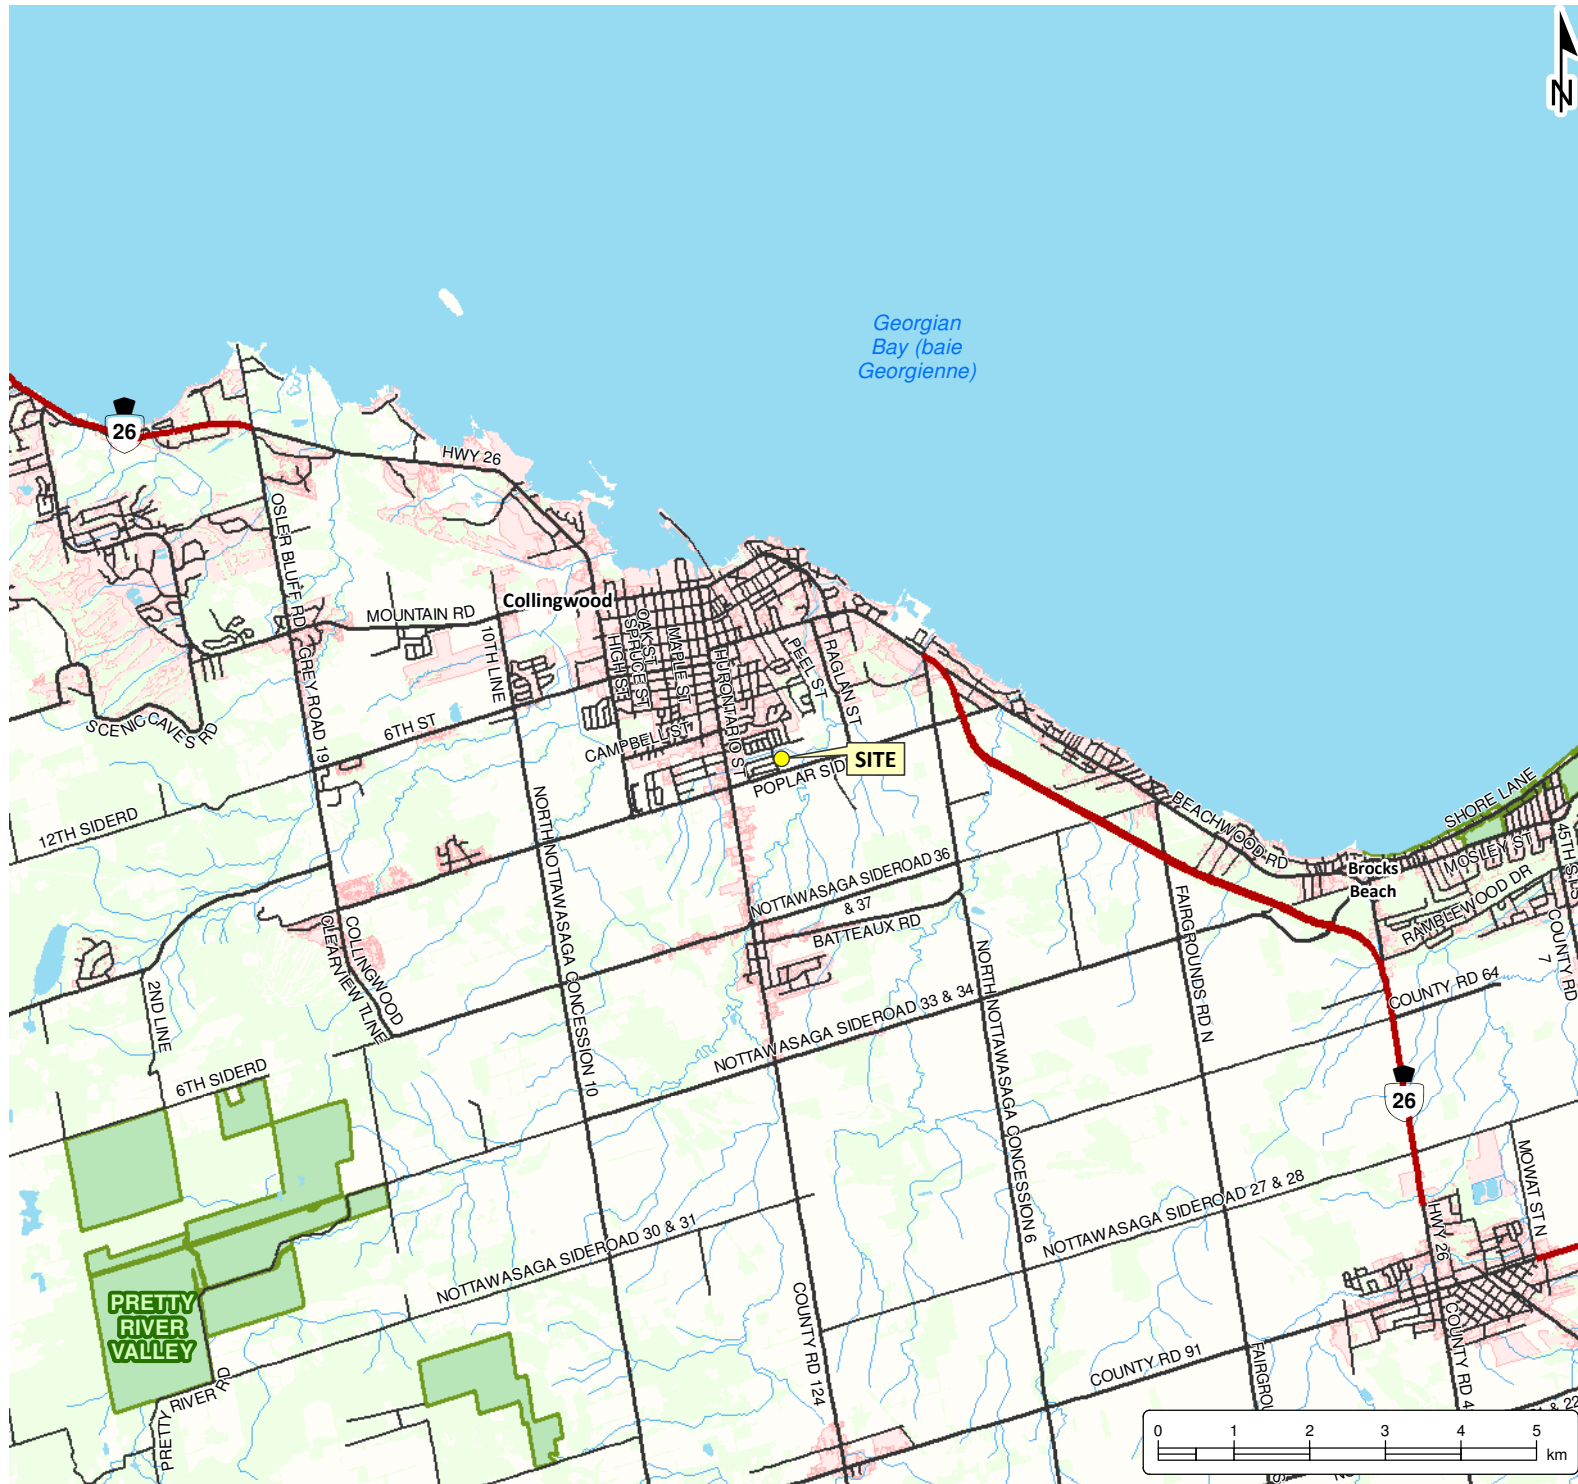 N
Georgian
Bay (baie
Georgienne)
26
HWY 26
OSLER BLUFF RD
MOUNTAIN RD
Collingwood
10TH LINE
OAK ST
SPRUCE ST
HIGH ST
MAPLE ST
HURONTARIO ST
PEEL ST
RAGLAN ST
GREY ROAD 19
SCENIC CAVES RD
6TH ST
CAMPBELL ST
SITE
POPLAR SID
12TH SIDERD
NORTH NOTTAWASAGA CONCESSION 10
BEACHWOOD RD
SHORE LANE
MOSLEY ST
45TH S
Brocks
Beach
RAMBLEWOOD DR
NOTTAWASAGA SIDEROAD 36
& 37
BATTEAUX RD
FAIRGROUNDS RD N
COUNTY RD
7
COLLINGWOOD
CLEARVIEW TLINE
2ND LINE
COUNTY RD 64
NOTTAWASAGA SIDEROAD 33 & 34
NORTH NOTTAWASAGA CONCESSION 6
6TH SIDERD
26
MOWAT ST N
NOTTAWASAGA SIDEROAD 27 & 28
NOTTAWASAGA SIDEROAD 30 & 31
HWY 26
PRETTY
RIVER
VALLEY
COUNTY RD 124
COUNTY RD 91
FAIRGROU
COUNTY RD 4
PRETTY RIVER RD
0 1 2 3 4 5
km